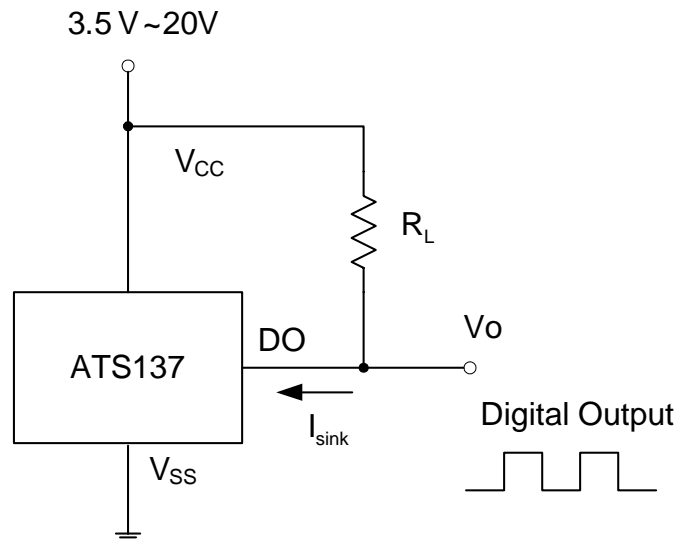 3.5 V ~20V
VCC
RL
Vo
DO
ATS137
Digital Output
Isink
VSS